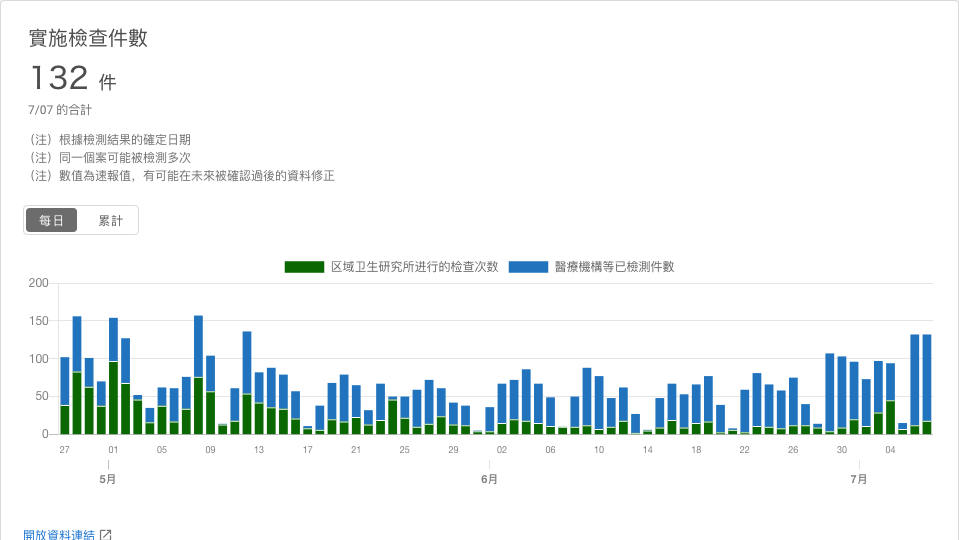 實施檢查件數
132 件
7/07 的合計
（注）根據檢測結果的確定日期
（注）同一個案可能被檢測多次
（注）數值為速報值，有可能在未來被確認過後的資料修正
每日 累計
区域卫生研究所进行的检查次数 醫療機構等已檢測件數
200
150
100
50
0
27 01 05 09 13 17 21 25 29 02 06 10 14 18 22 26 30 04
5月 6月 7月
開放資料連結